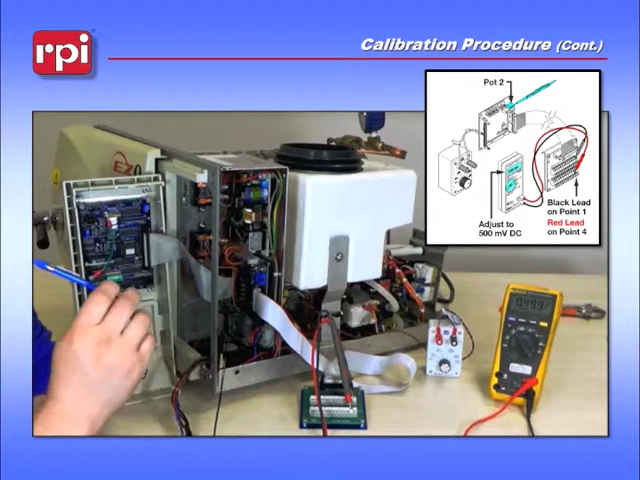 rpi
Calibration Procedure (Cont.)
Pot 2
Adjust to
500 mV DC
Black Lead
on Point 1
Red Lead
on Point 4